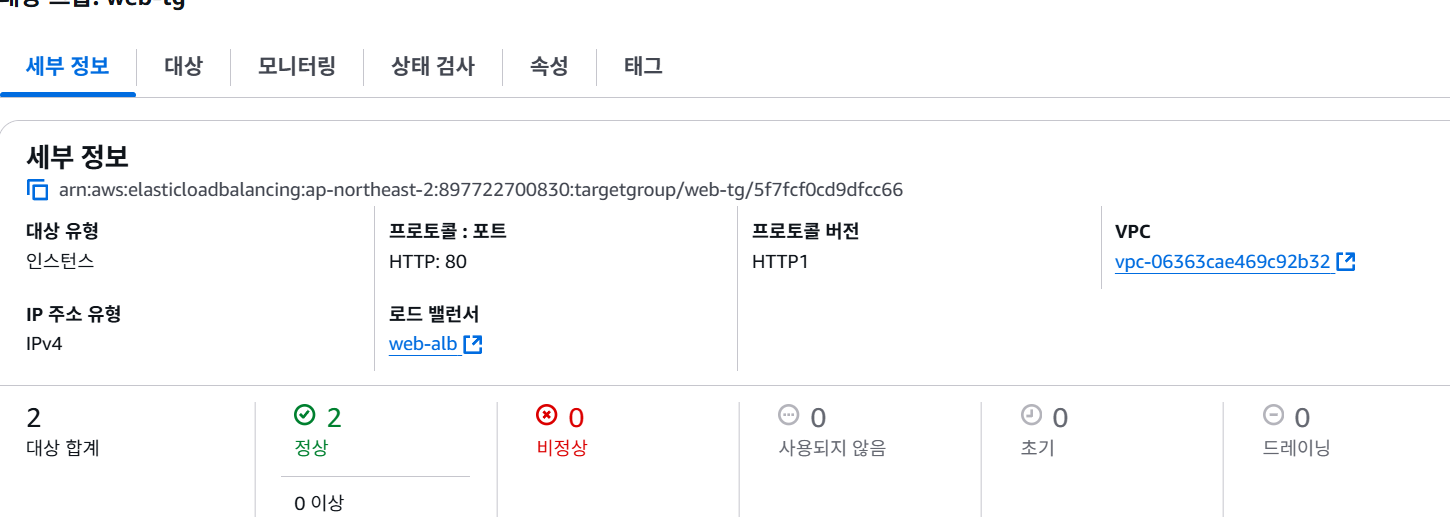 대상 그룹: web-tg
세부 정보
대상
모니터링
상태 검사
속성
태그
세부 정보
arn:aws:elasticloadbalancing:ap-northeast-2:897722700830:targetgroup/web-tg/5f7fcf0cd9dfcc66
대상 유형
인스턴스
프로토콜 : 포트
HTTP: 80
프로토콜 버전
HTTP1
VPC
vpc-06363cae469c92b32
IP 주소 유형
IPv4
로드 밸런서
web-alb
2
대상 합계
2
정상
0 이상
0
비정상
0
사용되지 않음
0
초기
0
드레이닝